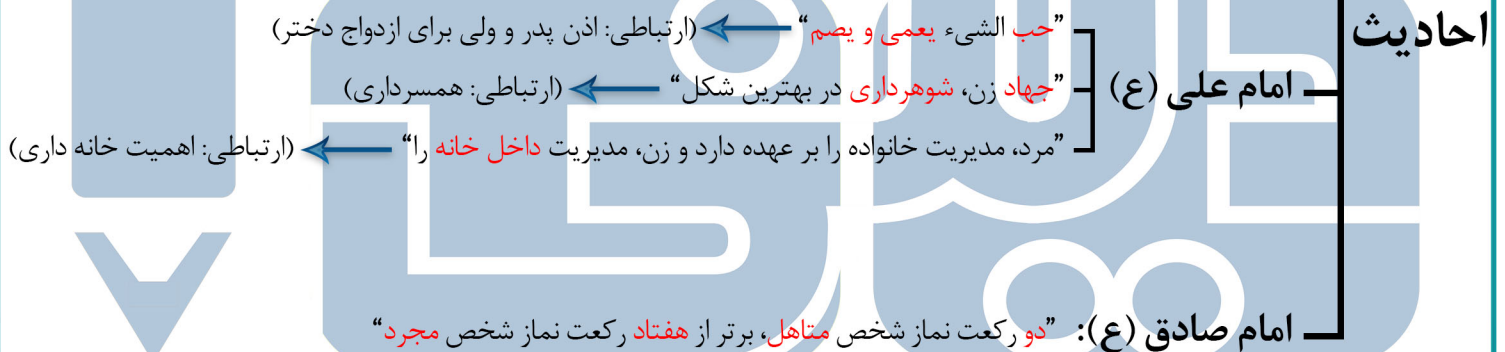 احادیث
امام علی (ع)
"حب الشیء یعمی و یصم" (ارتباطی: اذن پدر و ولی برای ازدواج دختر)
"جهاد زن، شوهرداری در بهترین شکل" (ارتباطی: همسرداری)
"مرد، مدیریت خانواده را بر عهده دارد و زن، مدیریت داخل خانه را" (ارتباطی: اهمیت خانه داری)
امام صادق (ع): "دو رکعت نماز شخص متاهل، برتر از هفتاد رکعت نماز شخص مجرد"